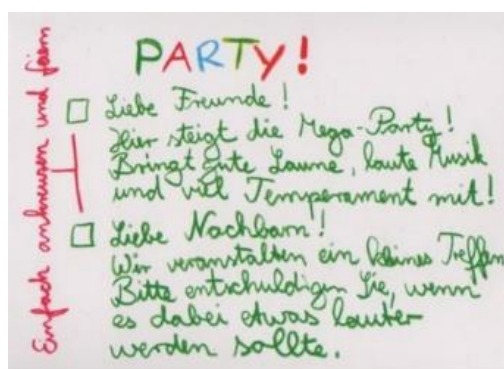 PARTY!
Liebe Freunde!
Hier steigt die Mega-Party!
Bringt gute Laune, laute Musik
und viel Temperament mit!
Liebe Nachbarn!
Wir veranstalten ein kleines Treffen
Bitte entschuldigen Sie, wenn
es dabei etwas lauter
werden sollte.
Einfach ankreuzen und feiern